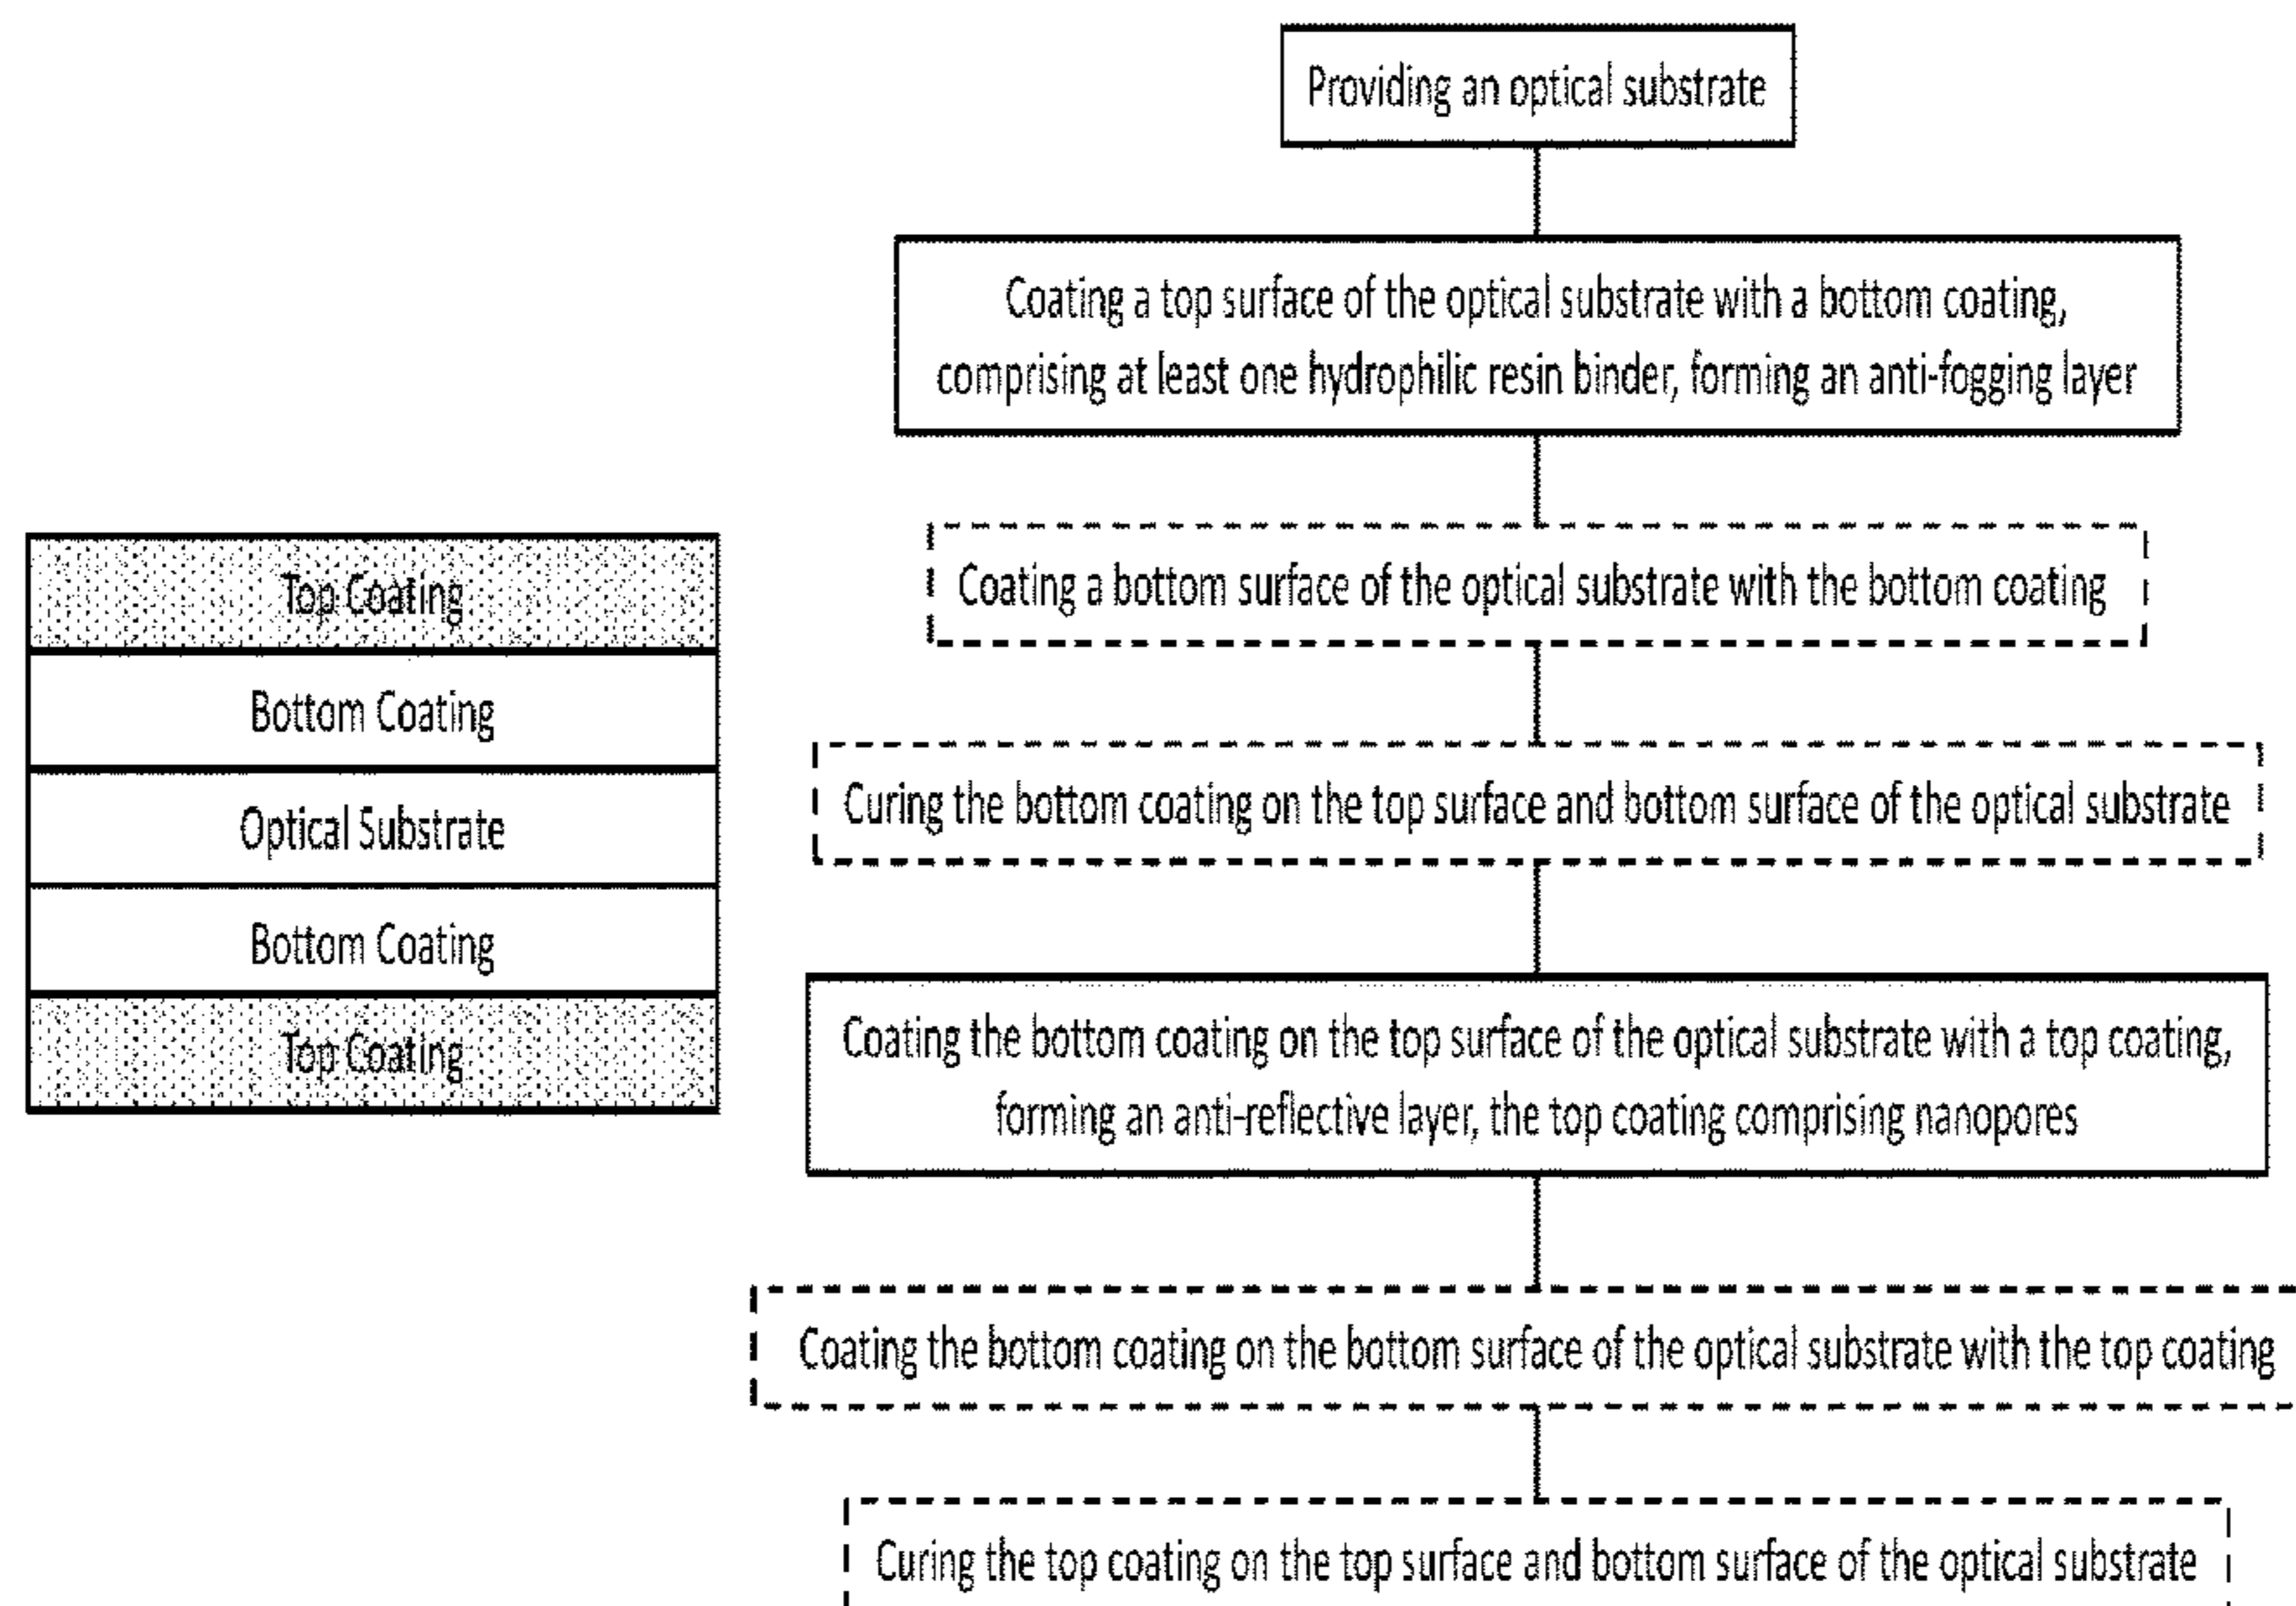 Top Coating
Bottom Coating
Optical Substrate
Bottom Coating
Top Coating
Providing an optical substrate
Coating a top surface of the optical substrate with a bottom coating,
comprising at least one hydrophilic resin binder, forming an anti-fogging layer
Coating a bottom surface of the optical substrate with the bottom coating
Curing the bottom coating on the top surface and bottom surface of the optical substrate
Coating the bottom coating on the top surface of the optical substrate with a top coating,
forming an anti-reflective layer, the top coating comprising nanopores
Coating the bottom coating on the bottom surface of the optical substrate with the top coating
Curing the top coating on the top surface and bottom surface of the optical substrate